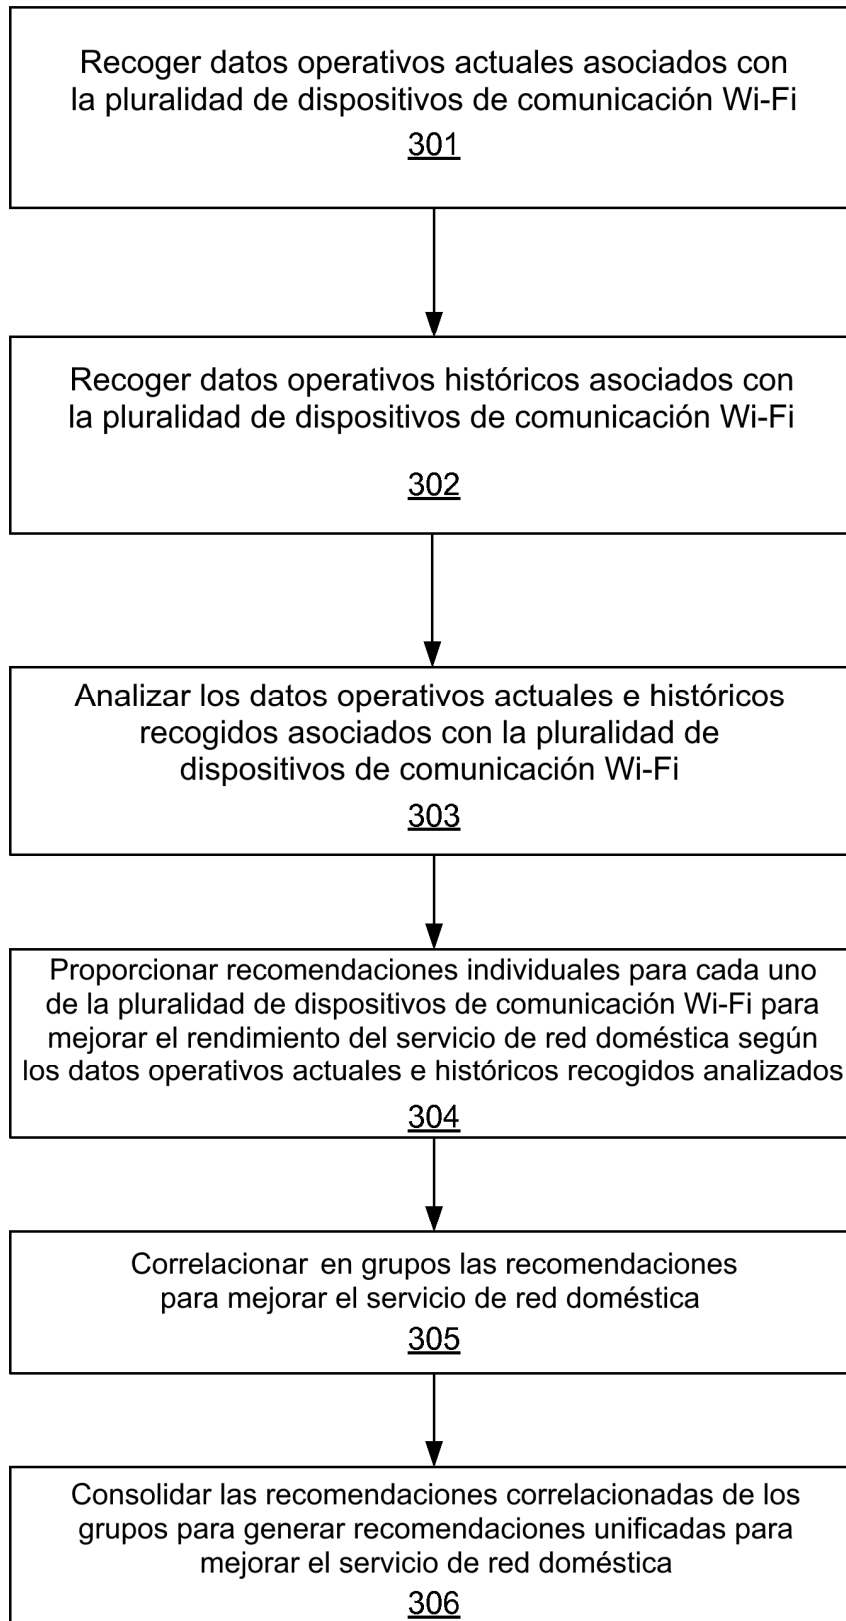 Recoger datos operativos actuales asociados con
la pluralidad de dispositivos de comunicación Wi-Fi
301
Recoger datos operativos históricos asociados con
la pluralidad de dispositivos de comunicación Wi-Fi
302
Analizar los datos operativos actuales e históricos
recogidos asociados con la pluralidad de
dispositivos de comunicación Wi-Fi
303
Proporcionar recomendaciones individuales para cada uno
de la pluralidad de dispositivos de comunicación Wi-Fi para
mejorar el rendimiento del servicio de red doméstica según
los datos operativos actuales e históricos recogidos analizados
304
Correlacionar en grupos las recomendaciones
para mejorar el servicio de red doméstica
305
Consolidar las recomendaciones correlacionadas de los
grupos para generar recomendaciones unificadas para
mejorar el servicio de red doméstica
306